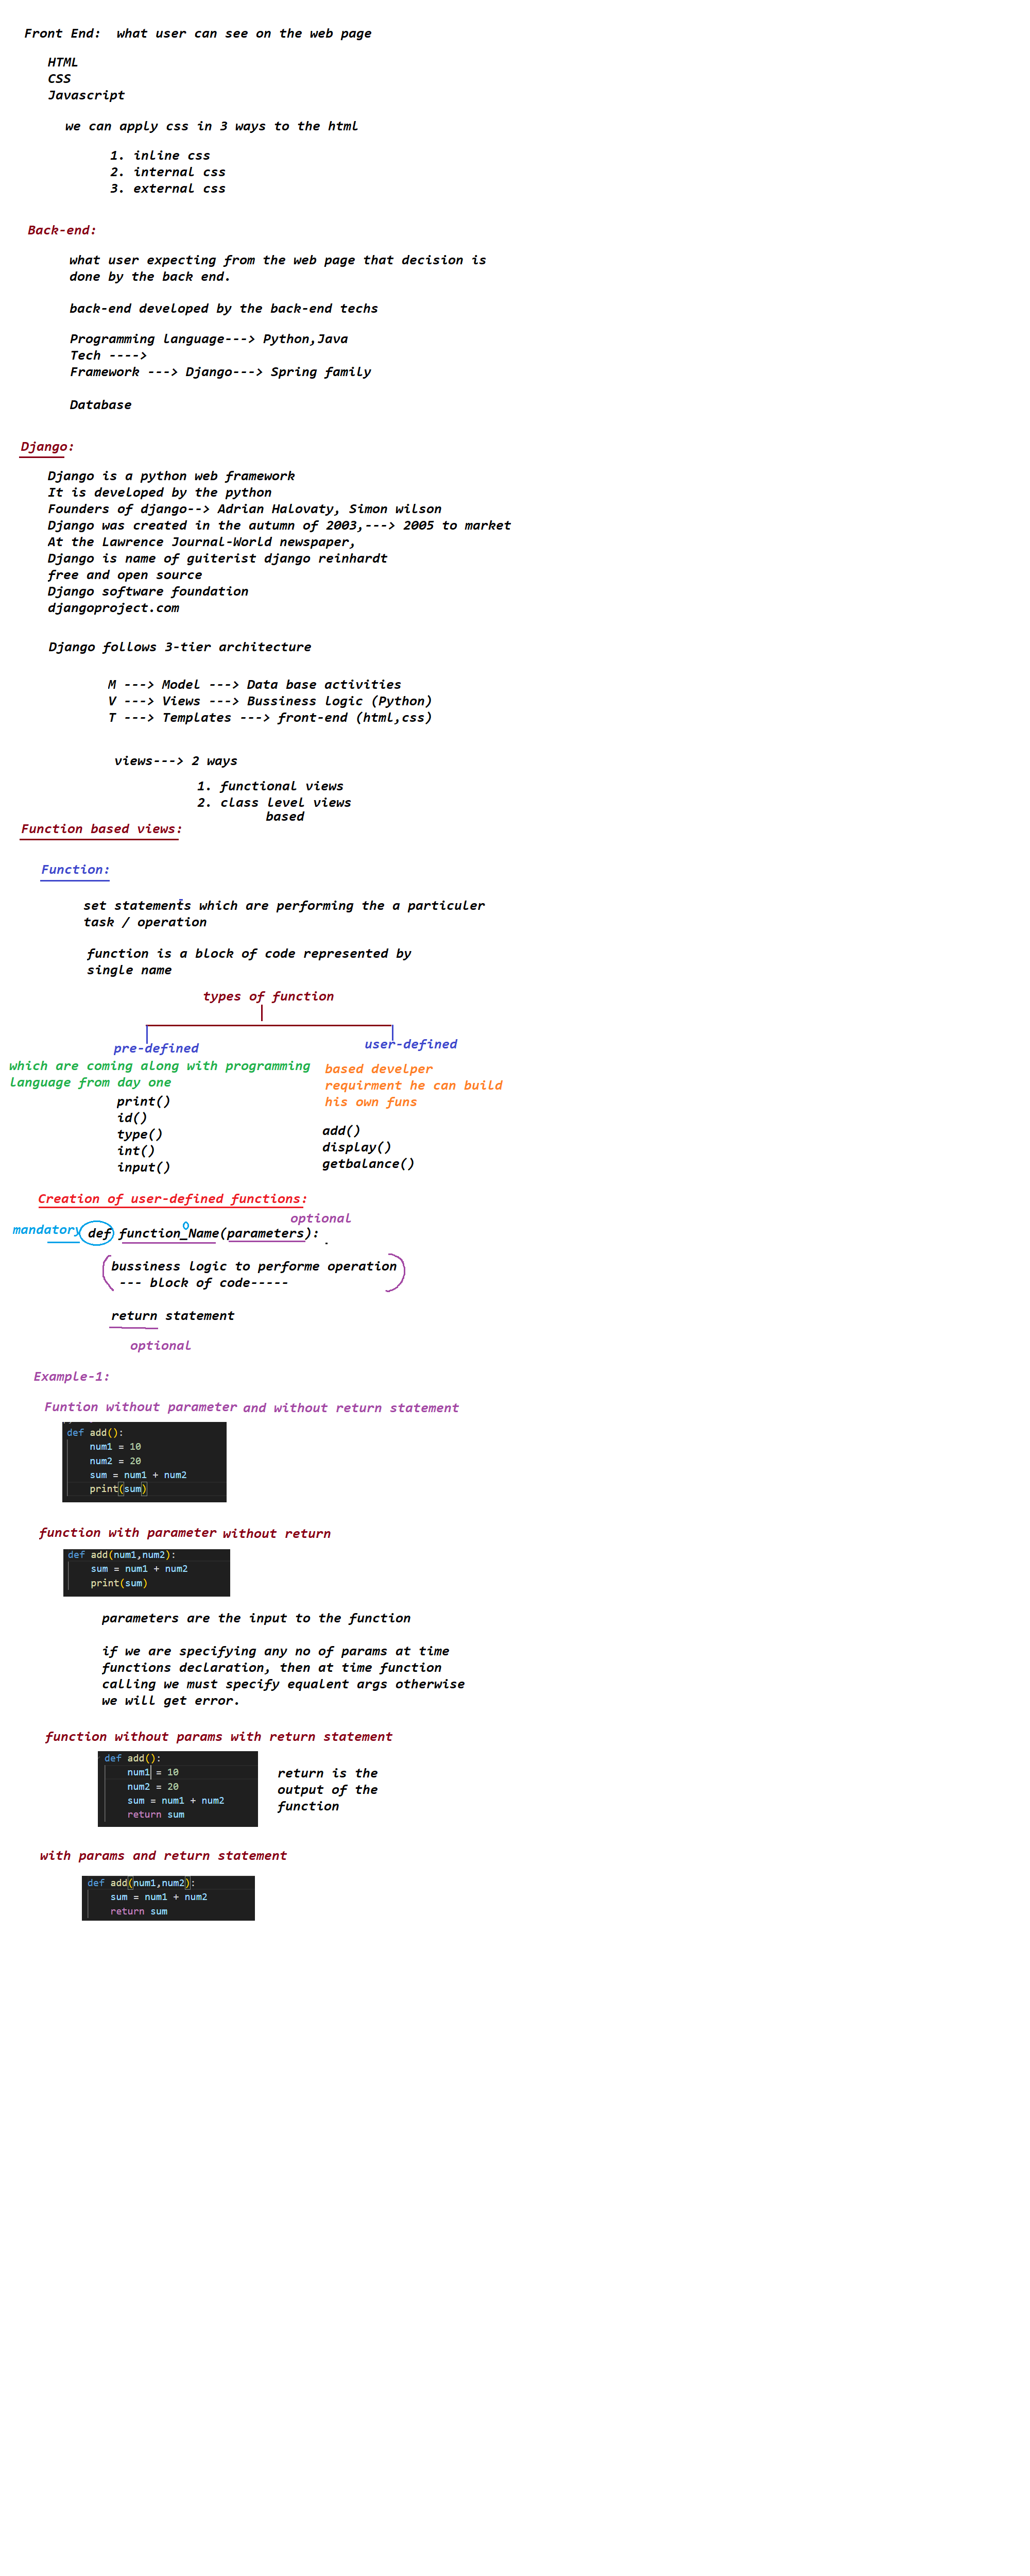 Front End:  what user can see on the web page
HTML
CSS
Javascript
we can apply css in 3 ways to the html
1. inline css
2. internal css
3. external css
Back-end:
what user expecting from the web page that decision is
done by the back end.
back-end developed by the back-end techs
Programming language---> Python,Java
Tech ---->
Framework ---> Django---> Spring family
Database
Django:
Django is a python web framework
It is developed by the python
Founders of django--> Adrian Halovaty, Simon wilson
Django was created in the autumn of 2003,---> 2005 to market
At the Lawrence Journal-World newspaper,
Django is name of guiterist django reinhardt
free and open source
Django software foundation
djangoproject.com
Django follows 3-tier architecture
M ---> Model ---> Data base activities
V ---> Views ---> Bussiness logic (Python)
T ---> Templates ---> front-end (html,css)
views---> 2 ways
1. functional views
2. class level views
based
Function based views:
Function:
set statements which are performing the a particuler
task / operation
function is a block of code represented by
single name
types of function
pre-defined
user-defined
which are coming along with programming
language from day one
print()
id()
type()
int()
input()
based develper
requirment he can build
his own funs
add()
display()
getbalance()
Creation of user-defined functions:
optional
mandatory def function_Name(parameters):
bussiness logic to performe operation
--- block of code-----
return statement
optional
Example-1:
Funtion without parameter and without return statement
def add():
num1 = 10
num2 = 20
sum = num1 + num2
print(sum)
function with parameter without return
def add(num1,num2):
sum = num1 + num2
print(sum)
parameters are the input to the function
if we are specifying any no of params at time
functions declaration, then at time function
calling we must specify equalent args otherwise
we will get error.
function without params with return statement
def add():
num1 = 10
num2 = 20
sum = num1 + num2
return sum
return is the
output of the
function
with params and return statement
def add(num1,num2):
sum = num1 + num2
return sum